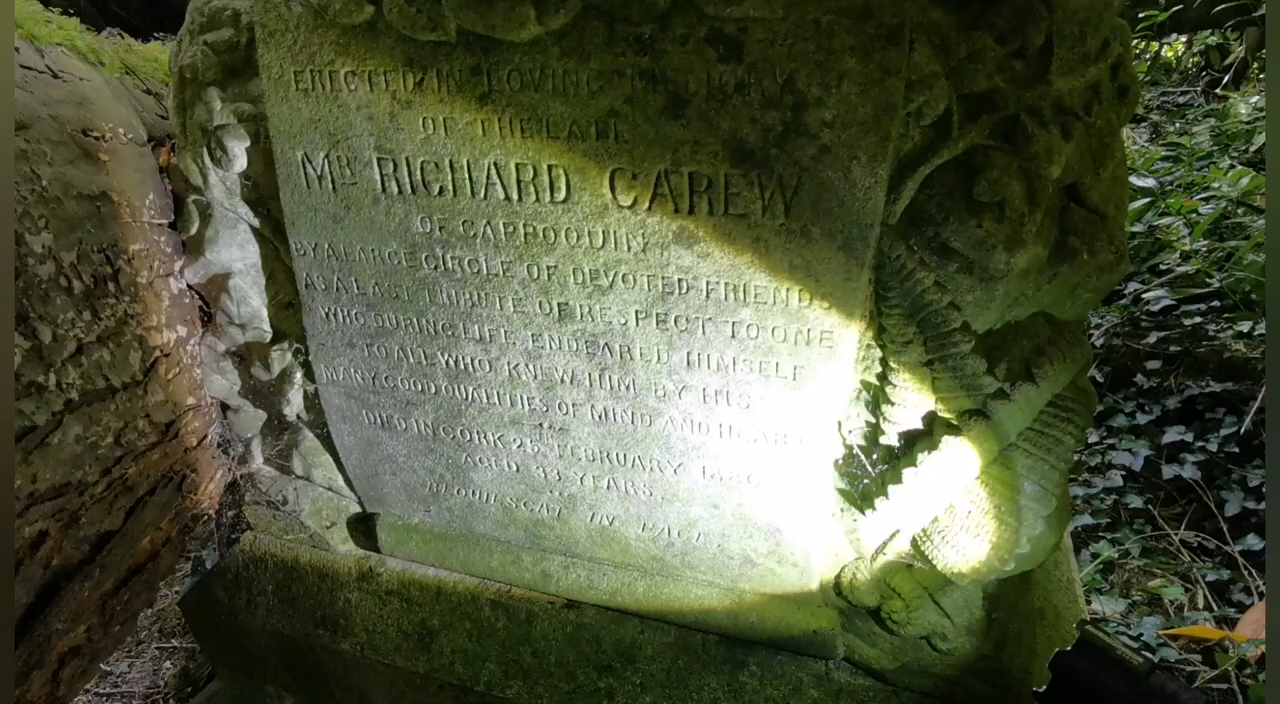 ERECTED IN LOVING MEMORY
OF THE LATE
MR RICHARD CAREW
OF CAPPOQUIN
BY A LARGE CIRCLE OF DEVOTED FRIENDS
AS A LAST TRIBUTE OF RESPECT TO ONE
WHO DURING LIFE ENDEARED HIMSELF
TO ALL WHO KNEW HIM BY HIS
MANY GOOD QUALITIES OF MIND AND HEART
DIED IN CORK 25 FEBRUARY
AGED 33 YEARS.
REQUIESCAT IN PACE.